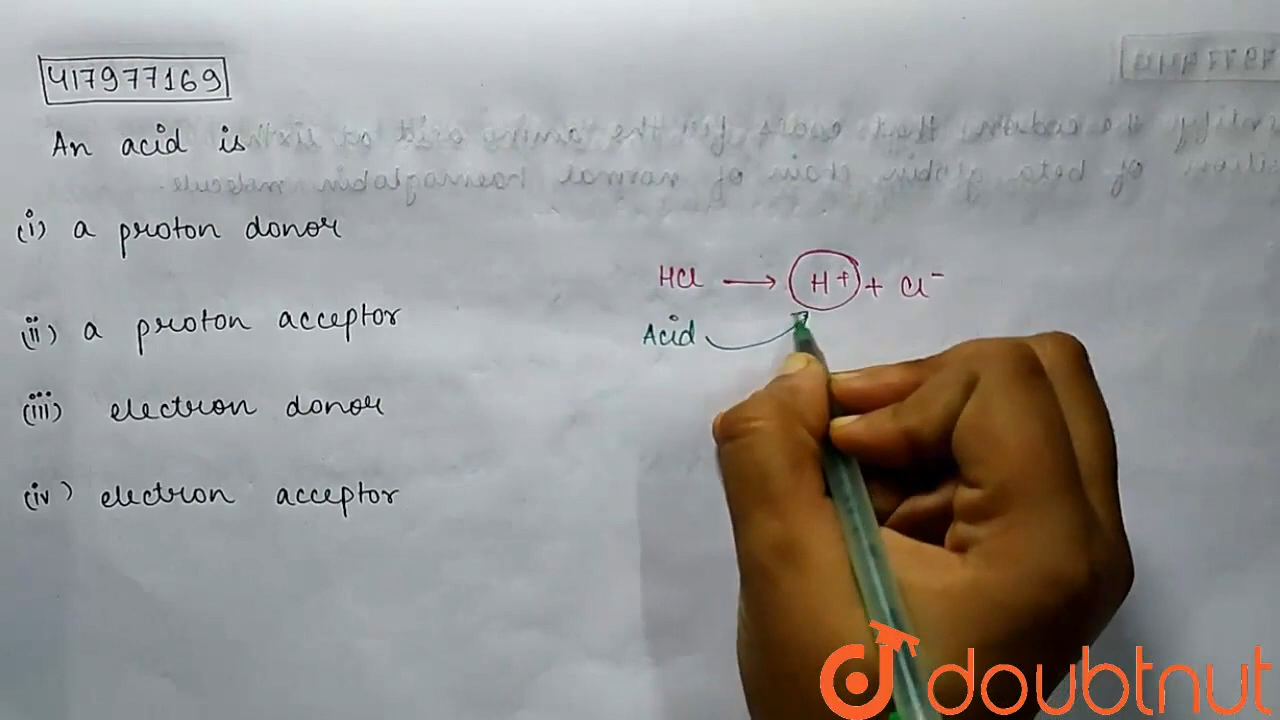 417977169
An acid is
(i) a proton donor
(ii) a proton acceptor
(iii) electron donor
(iv) electron acceptor
HCl → H+ + Cl⁻
Acid
doubtnut